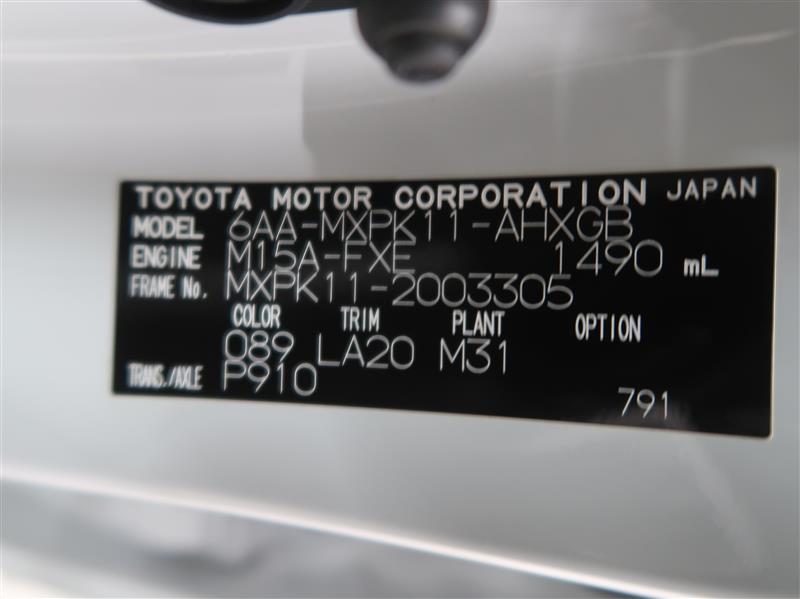 TOYOTA MOTOR CORPORATION JAPAN
MODEL 6AA-MXPK11-AHXGB
ENGINE M15A-FXE 1490 mL
FRAME No. MXPK11-2003305
COLOR TRIM PLANT OPTION
089 LA20 M31
TRANS./AXLE P910
791